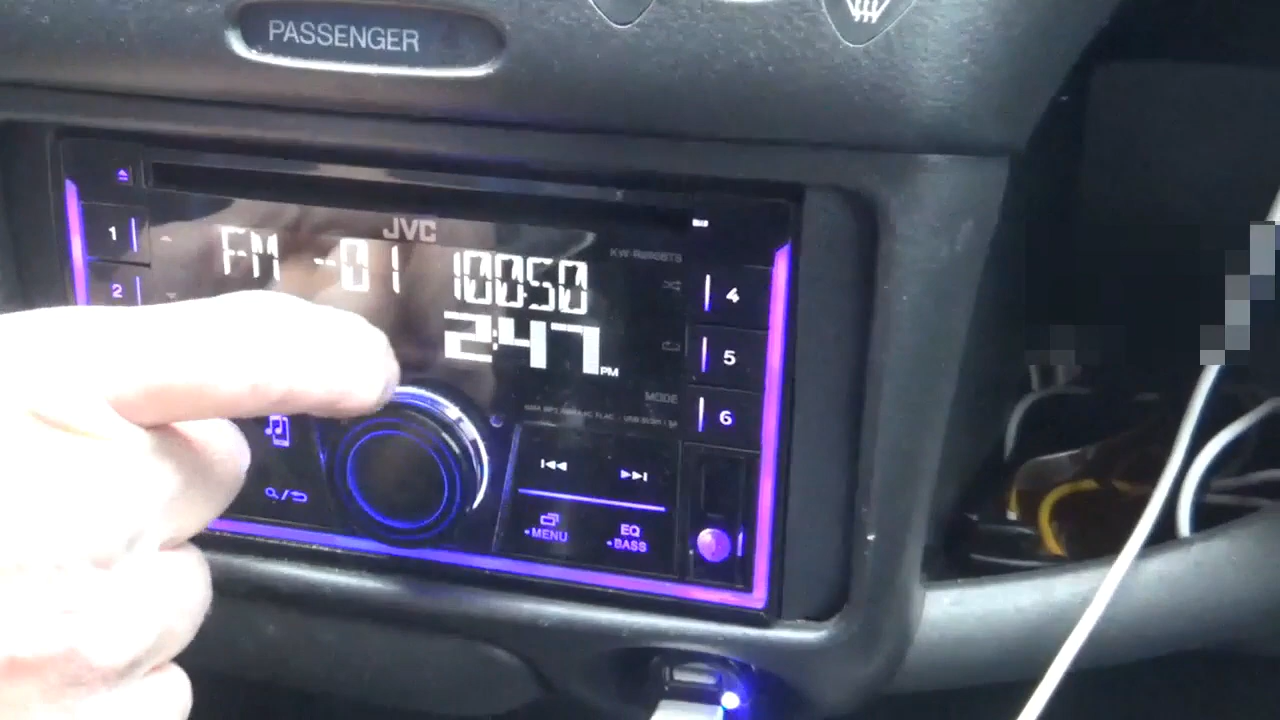 PASSENGER
JVC
1
FM -01 10050
2
2:47 PM
4
5
MODE
6
MENU
EQ
BASS